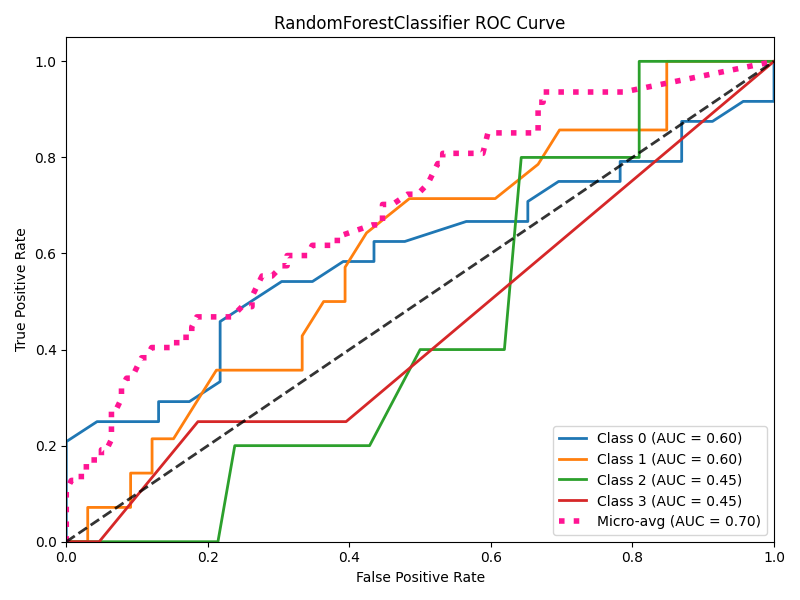 RandomForestClassifier ROC Curve
True Positive Rate
1.0
0.8
0.6
0.4
0.2
0.0
0.0 0.2 0.4 0.6 0.8 1.0
False Positive Rate
Class 0 (AUC = 0.60)
Class 1 (AUC = 0.60)
Class 2 (AUC = 0.45)
Class 3 (AUC = 0.45)
Micro-avg (AUC = 0.70)